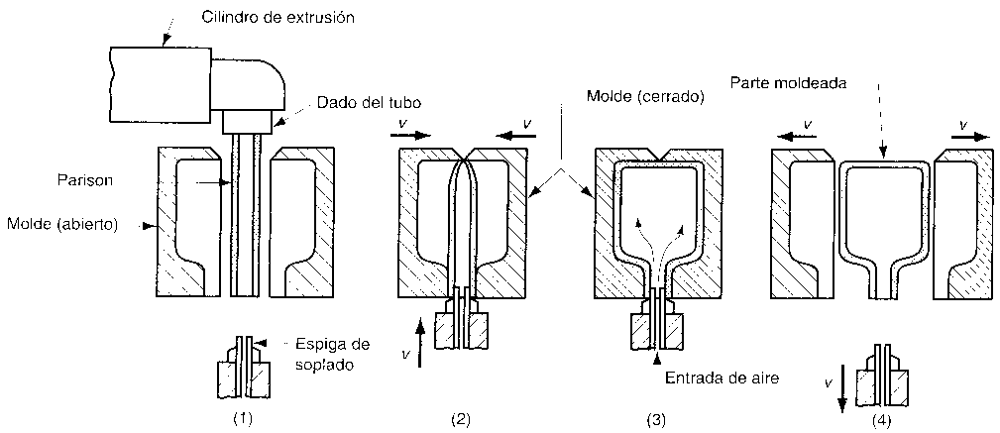 Cilindro de extrusión
Dado del tubo
Parison
Molde (abierto)
Espiga de
soplado
(1)
v
v
v
(2)
Molde (cerrado)
Entrada de aire
(3)
Parte moldeada
v
v
v
(4)